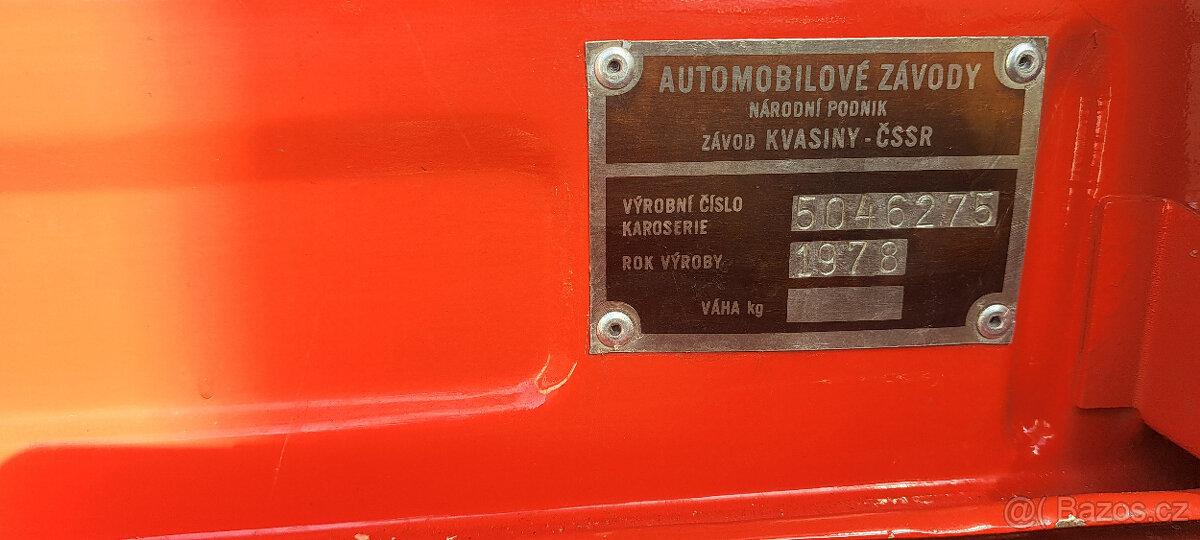 AUTOMOBILOVÉ ZÁVODY
NÁRODNÍ PODNIK
ZÁVOD KVASINY-ČSSR
VÝROBNÍ ČÍSLO KAROSERIE 5046275
ROK VÝROBY 1978
VÁHA kg
@( Bazos.cz